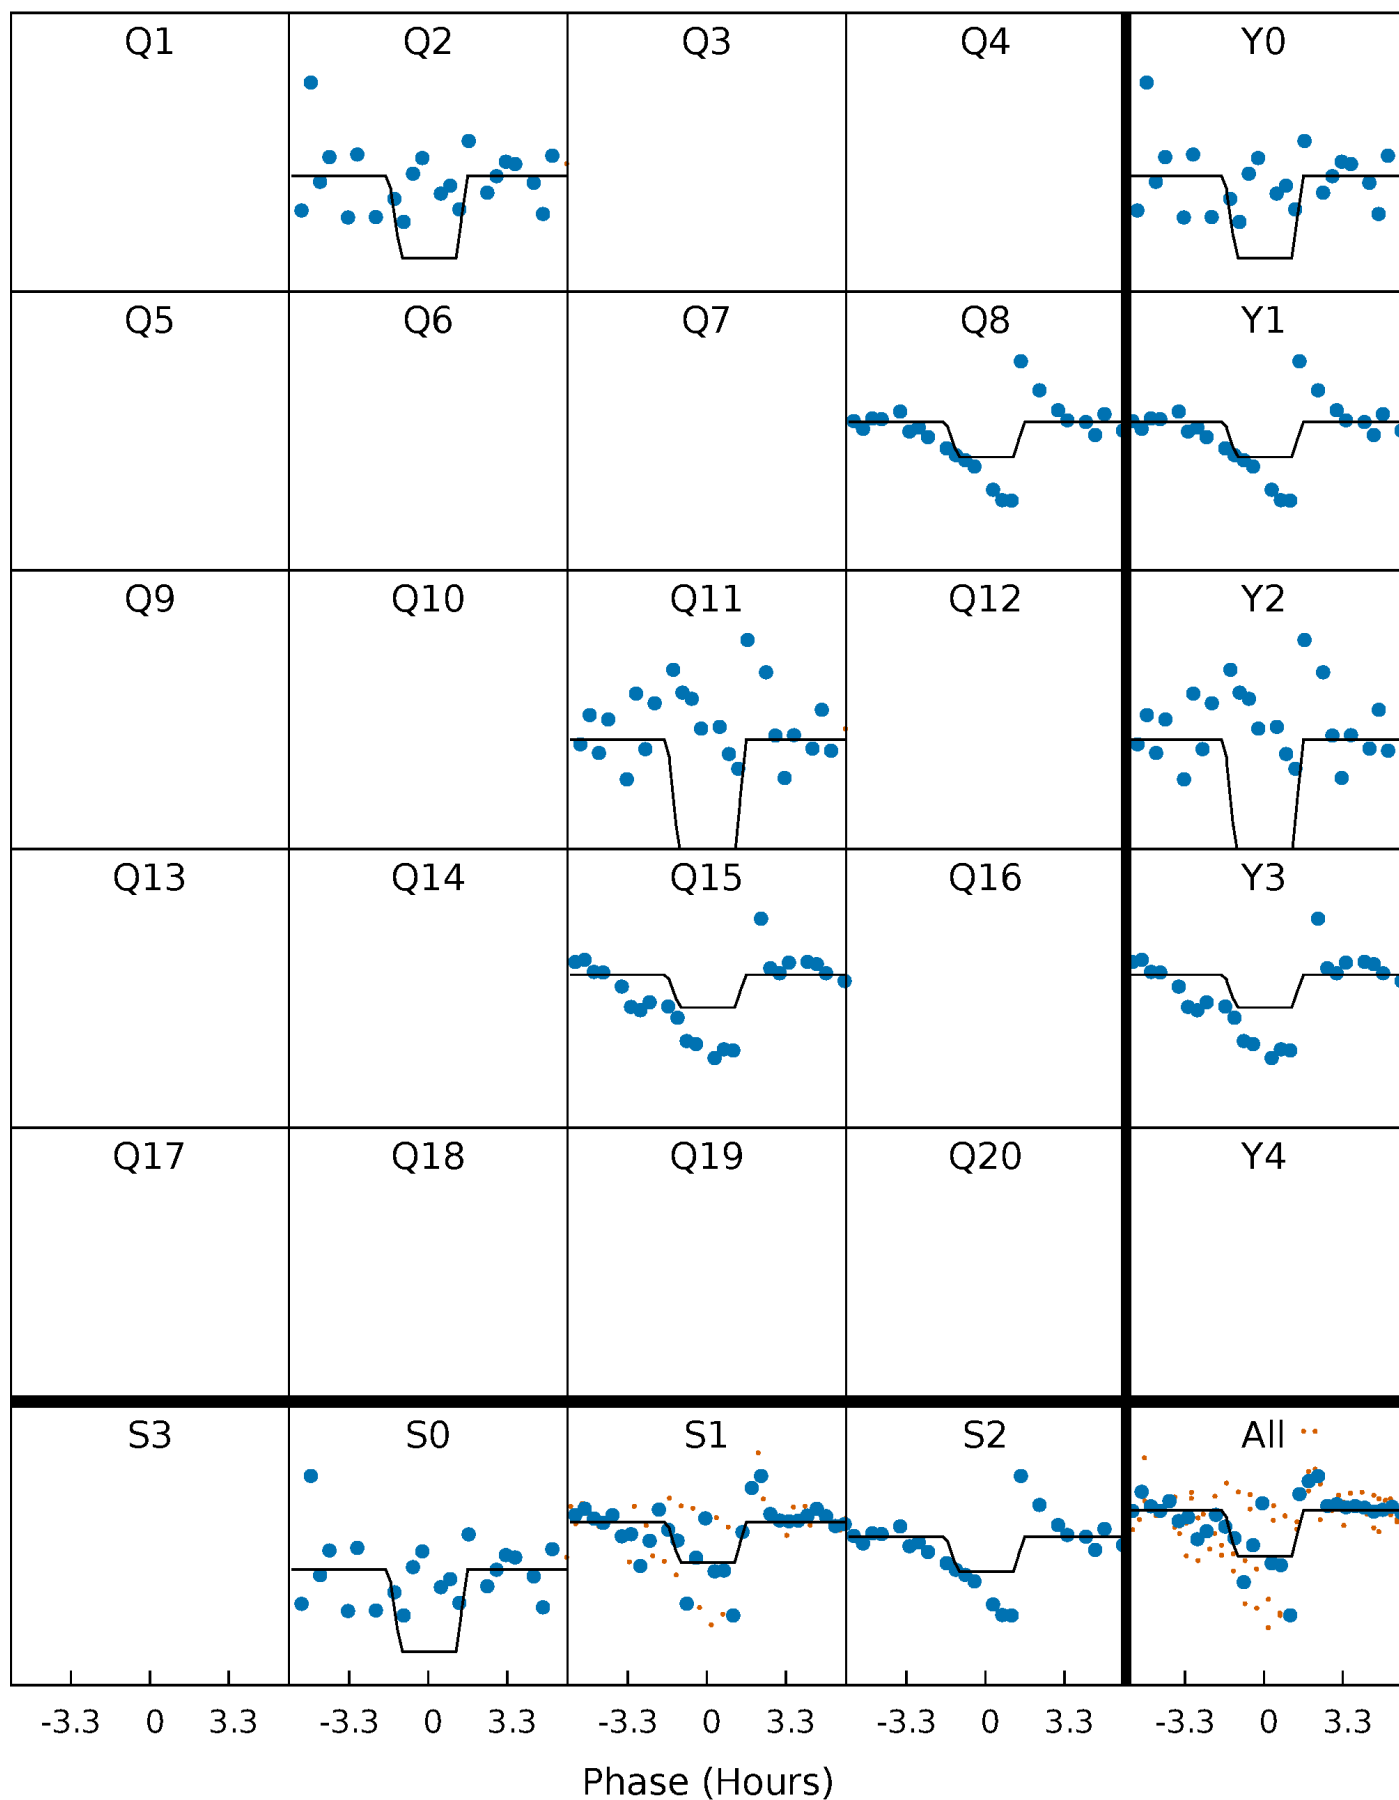 Q1 Q2 Q3 Q4 Y0
Q5 Q6 Q7 Q8 Y1
Q9 Q10 Q11 Q12 Y2
Q13 Q14 Q15 Q16 Y3
Q17 Q18 Q19 Q20 Y4
S3 S0 S1 S2 All
-3.3 0 3.3 -3.3 0 3.3 -3.3 0 3.3 -3.3 0 3.3 -3.3 0 3.3
Phase (Hours)